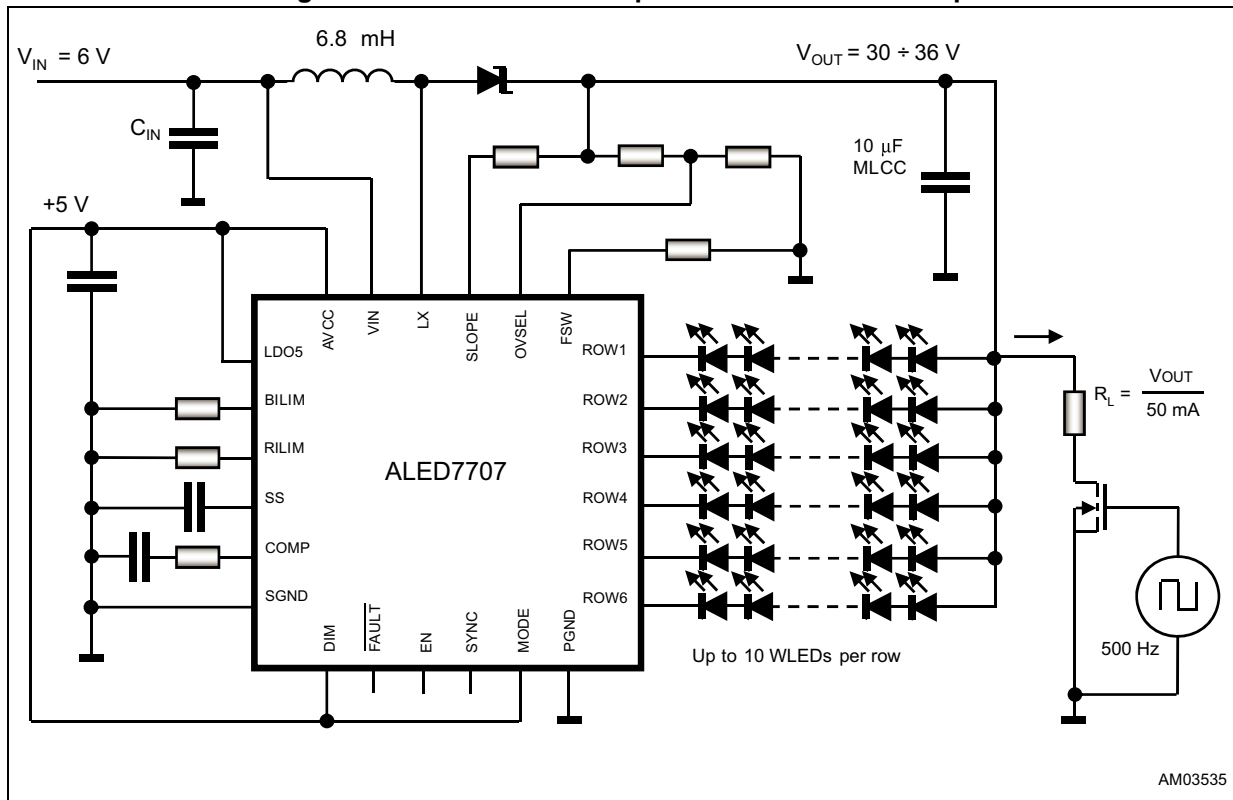 6.8 mH
V_IN = 6 V
V_OUT = 30 ÷ 36 V
C_IN
10 μF
MLCC
+5 V
AVCC
VIN
LX
SLOPE
OVSEL
FSW
LDO5
BILIM
RILIM
SS
COMP
SGND
ALED7707
ROW1
ROW2
ROW3
ROW4
ROW5
ROW6
R_L = VOUT
50 mA
DIM
FAULT
EN
SYNC
MODE
PGND
Up to 10 WLEDs per row
500 Hz
AM03535